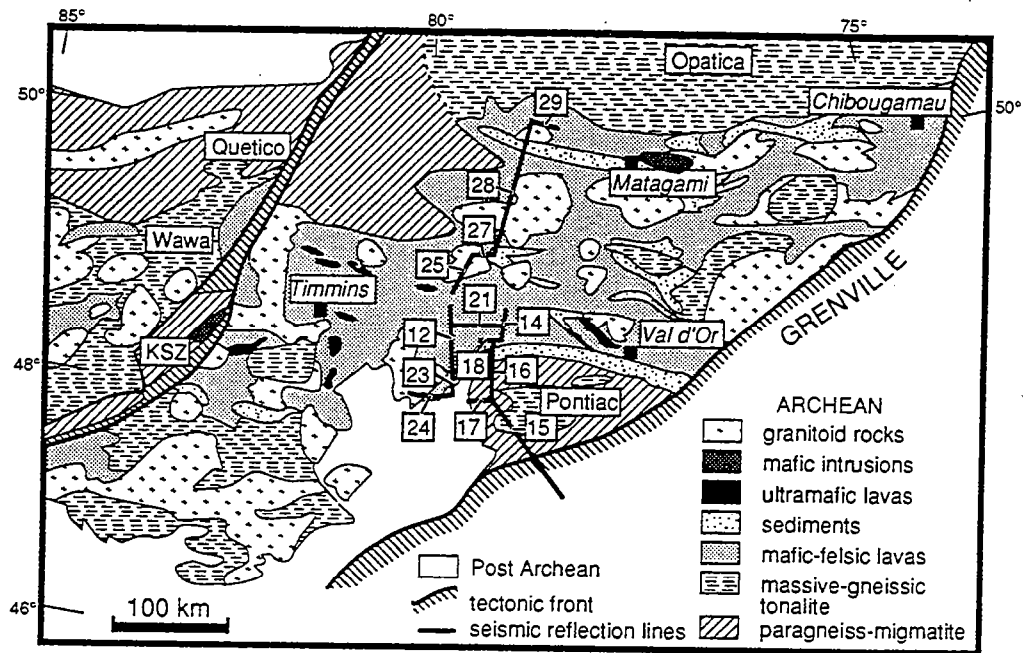 85°
80°
75°
50°
Opatica
Chibougamau
50°
29
Quetico
Matagami
28
Wawa
27
25
Timmins
21
GRENVILLE
12
14
Val d'Or
48°
KSZ
23
18
16
Pontiac
24
17
15
ARCHEAN
granitoid rocks
mafic intrusions
ultramafic lavas
sediments
mafic-felsic lavas
massive-gneissic
tonalite
paragneiss-migmatite
Post Archean
tectonic front
seismic reflection lines
46°
100 km